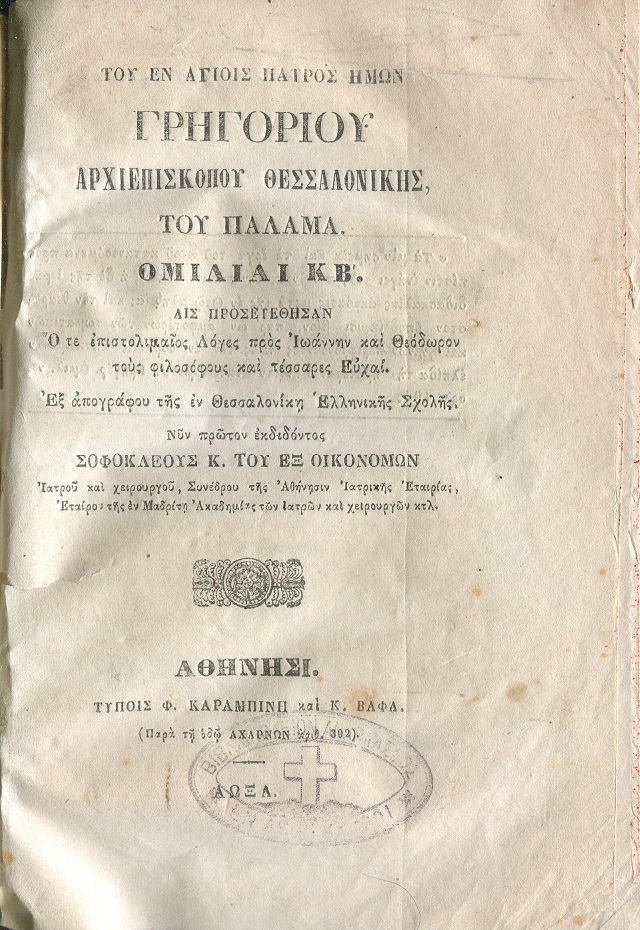 ΤΟΥ ΕΝ ΑΓΙΟΙΣ ΠΑΤΡΟΣ ΗΜΩΝ
ΓΡΗΓΟΡΙΟΥ
ΑΡΧΙΕΠΙΣΚΟΠΟΥ ΘΕΣΣΑΛΟΝΙΚΗΣ,
ΤΟΥ ΠΑΛΑΜΑ.
ΟΜΙΛΙΑΙ ΚΒ'.
ΑΙΣ ΠΡΟΣΕΤΕΘΗΣΑΝ
Ὅ τε ἐπιστολιμαῖος Λόγος πρὸς Ἰωάννην καὶ Θεόδωρον
τοὺς φιλοσόφους καὶ τέσσαρες Εὐχαί.
Ἐξ ἀπογράφου τῆς ἐν Θεσσαλονίκῃ Ἑλληνικῆς Σχολῆς.
Νῦν πρῶτον ἐκδιδόντος
ΣΟΦΟΚΛΕΟΥΣ Κ. ΤΟΥ ΕΞ ΟΙΚΟΝΟΜΩΝ
Ἰατροῦ καὶ χειρουργοῦ, Συνέδρου τῆς Ἀθήνησιν Ἰατρικῆς Ἑταιρίας,
Ἑταίρου τῆς ἐν Μαδρίτῃ Ἀκαδημίας τῶν ἰατρῶν καὶ χειρουργῶν κτλ.
ΑΘΗΝΗΣΙ.
ΤΥΠΟΙΣ Φ. ΚΑΡΑΜΠΙΝΗ καὶ Κ. ΒΑΦΑ.
(Παρὰ τῇ ὁδῷ ΑΧΑΡΝΩΝ ἀριθ. 302).
ΑΩΞΑ.